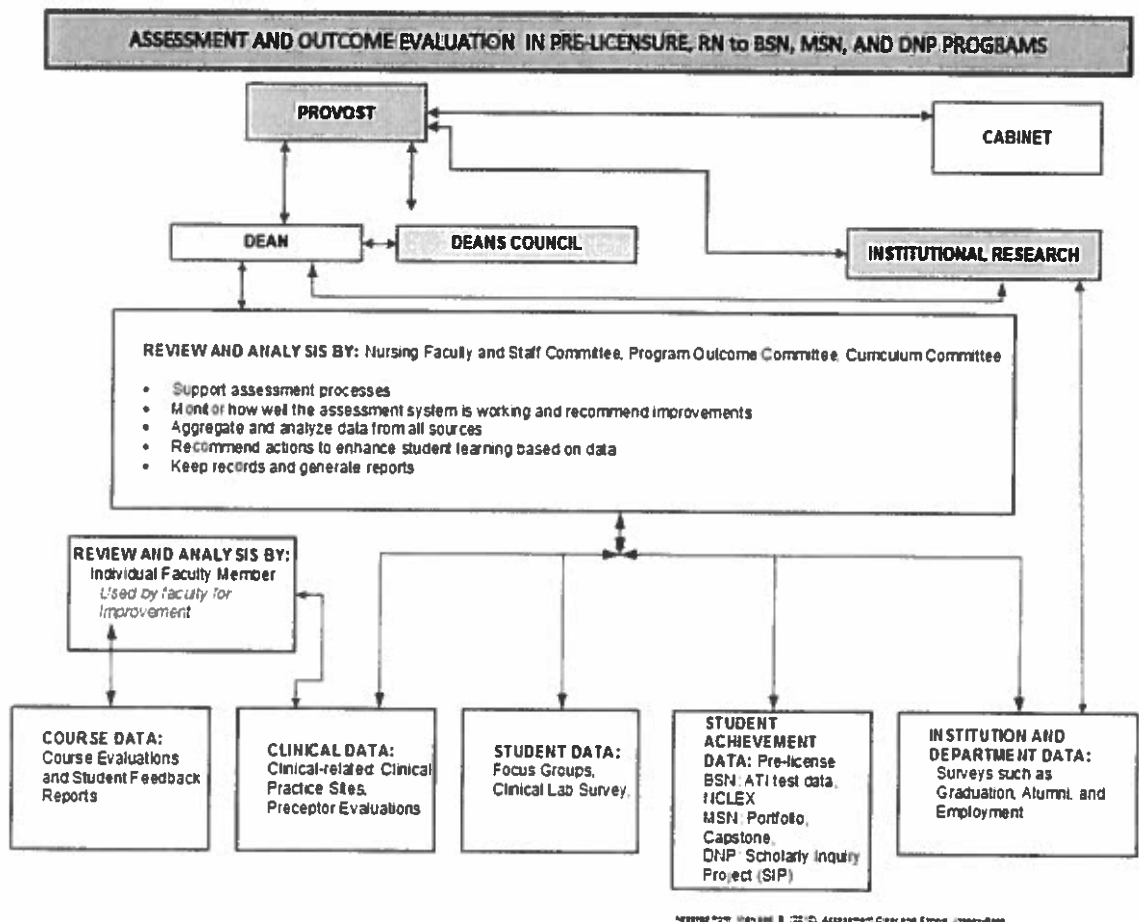 ASSESSMENT AND OUTCOME EVALUATION IN PRE-LICENSURE, RN to BSN, MSN, AND DNP PROGRAMS
PROVOST
CABINET
DEAN
DEANS COUNCIL
INSTITUTIONAL RESEARCH
REVIEW AND ANALYSIS BY: Nursing Faculty and Staff Committee, Program Outcome Committee, Curriculum Committee
• Support assessment processes
• Monitor how well the assessment system is working and recommend improvements
• Aggregate and analyze data from all sources
• Recommend actions to enhance student learning based on data
• Keep records and generate reports
REVIEW AND ANALYSIS BY:
Individual Faculty Member
Used by faculty for
Improvement
COURSE DATA:
Course Evaluations
and Student Feedback
Reports
CLINICAL DATA:
Clinical-related: Clinical
Practice Sites,
Preceptor Evaluations
STUDENT DATA:
Focus Groups,
Clinical Lab Survey,
STUDENT
ACHIEVEMENT
DATA: Pre-license
BSN: ATI test data,
NCLEX
MSN: Portfolio,
Capstone,
DNP: Scholarly Inquiry
Project (SIP)
INSTITUTION AND
DEPARTMENT DATA:
Surveys such as
Graduation, Alumni, and
Employment